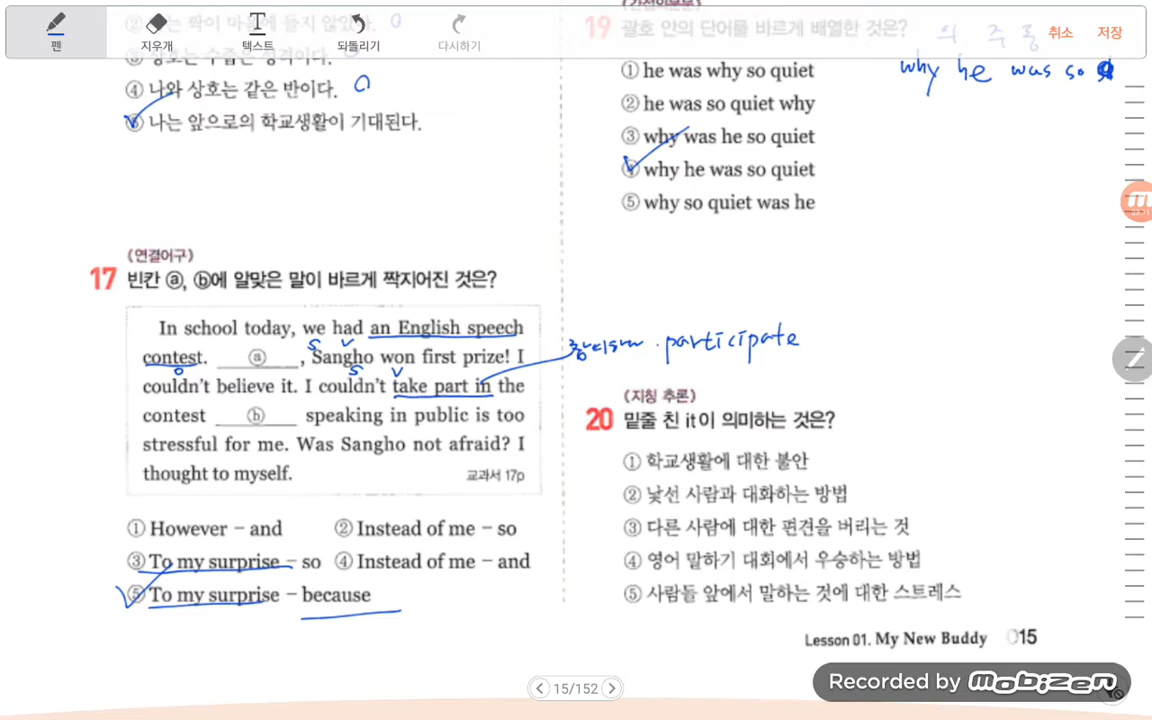 펜
지우개
텍스트
되돌리기
다시하기
취소
저장
④ 나와 상호는 같은 반이다. O
⑤ 나는 앞으로의 학교생활이 기대된다.
《연결어구》
17 빈칸 ⓐ, ⓑ에 알맞은 말이 바르게 짝지어진 것은?
In school today, we had an English speech
contest. ⓐ , Sangho won first prize! I
couldn't believe it. I couldn't take part in the
contest ⓑ speaking in public is too
stressful for me. Was Sangho not afraid? I
thought to myself.
교과서 17p
participate
① However – and ② Instead of me – so
③ To my surprise – so ④ Instead of me – and
⑤ To my surprise – because
19 괄호 안의 단어를 바르게 배열한 것은?
의 주 동
why he was so
① he was why so quiet
② he was so quiet why
③ why was he so quiet
④ why he was so quiet
⑤ why so quiet was he
《지칭 추론》
20 밑줄 친 it이 의미하는 것은?
① 학교생활에 대한 불안
② 낯선 사람과 대화하는 방법
③ 다른 사람에 대한 편견을 버리는 것
④ 영어 말하기 대회에서 우승하는 방법
⑤ 사람들 앞에서 말하는 것에 대한 스트레스
Lesson 01. My New Buddy 015
15/152
Recorded by mobizen